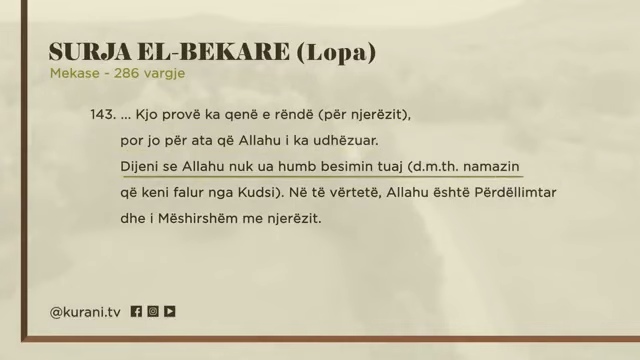 SURJA EL-BEKARE (Lopa)
Mekase - 286 vargje
143. ... Kjo provë ka qenë e rëndë (për njerëzit),
por jo për ata që Allahu i ka udhëzuar.
Dijeni se Allahu nuk ua humb besimin tuaj (d.m.th. namazin
që keni falur nga Kudsi). Në të vërtetë, Allahu është Përdëllimtar
dhe i Mëshirshëm me njerëzit.
@kurani.tv